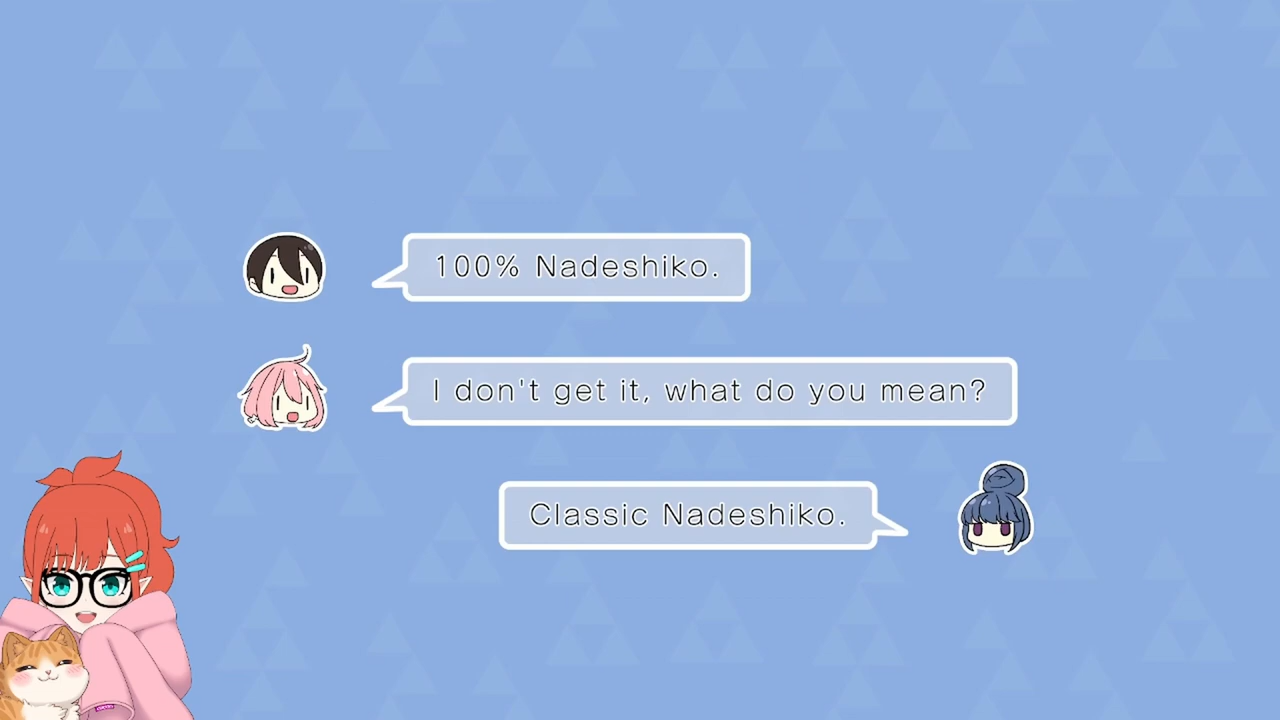 100% Nadeshiko.
I don't get it, what do you mean?
Classic Nadeshiko.